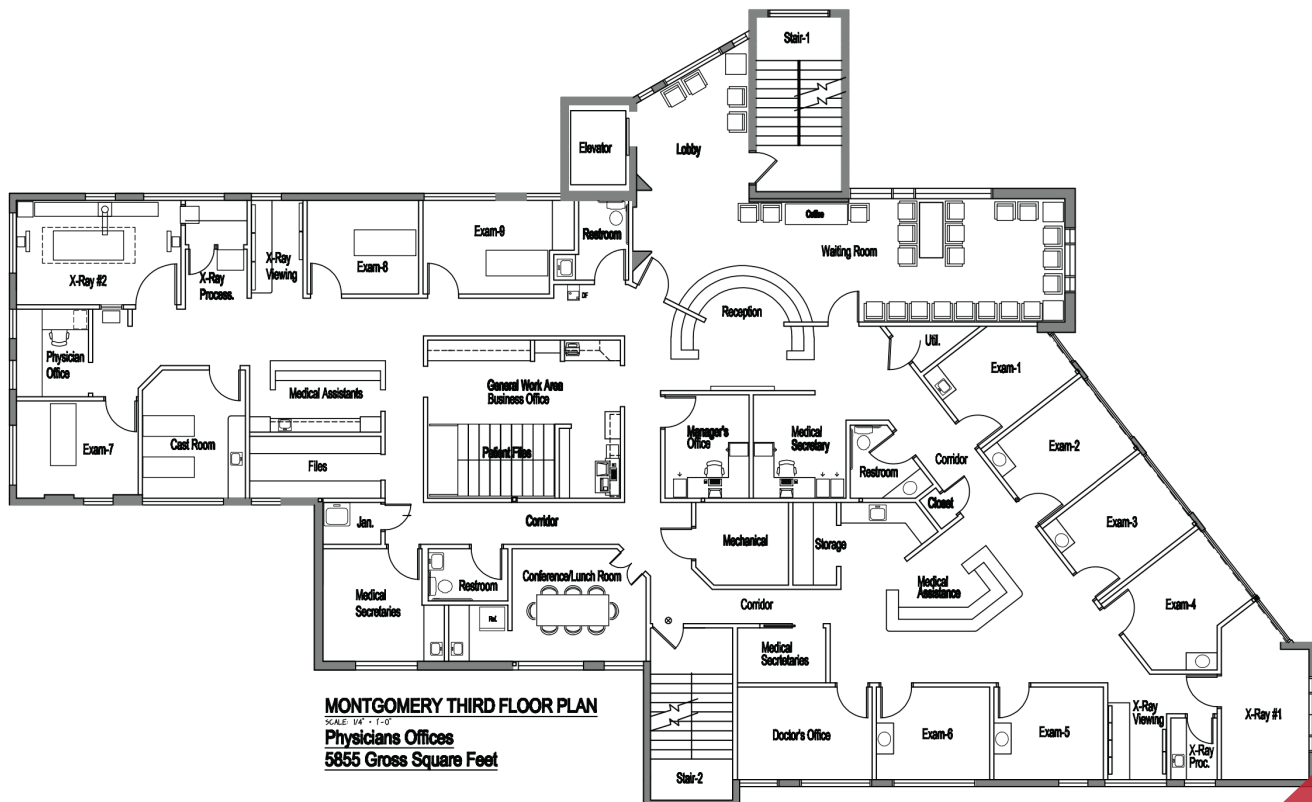 Stair-1
Elevator
Lobby
Coffee
Waiting Room
Exam-9
Restroom
Exam-8
X-Ray
Viewing
X-Ray
Process.
X-Ray #2
DF
Reception
Util.
Exam-1
Physician
Office
Medical Assistants
General Work Area
Business Office
Manager's
Office
Medical
Secretary
Restroom
Corridor
Exam-2
Exam-7
Cast Room
Files
Patient Files
Closet
Exam-3
Jan.
Corridor
Mechanical
Storage
Medical
Assistance
Exam-4
Medical
Secretaries
Restroom
Conference/Lunch Room
Ref.
Corridor
Medical
Secrtetaries
MONTGOMERY THIRD FLOOR PLAN
SCALE: 1/4" = 1'-0"
Physicians Offices
5855 Gross Square Feet
Stair-2
Doctor's Office
Exam-6
Exam-5
X-Ray
Viewing
X-Ray
Proc.
X-Ray #1